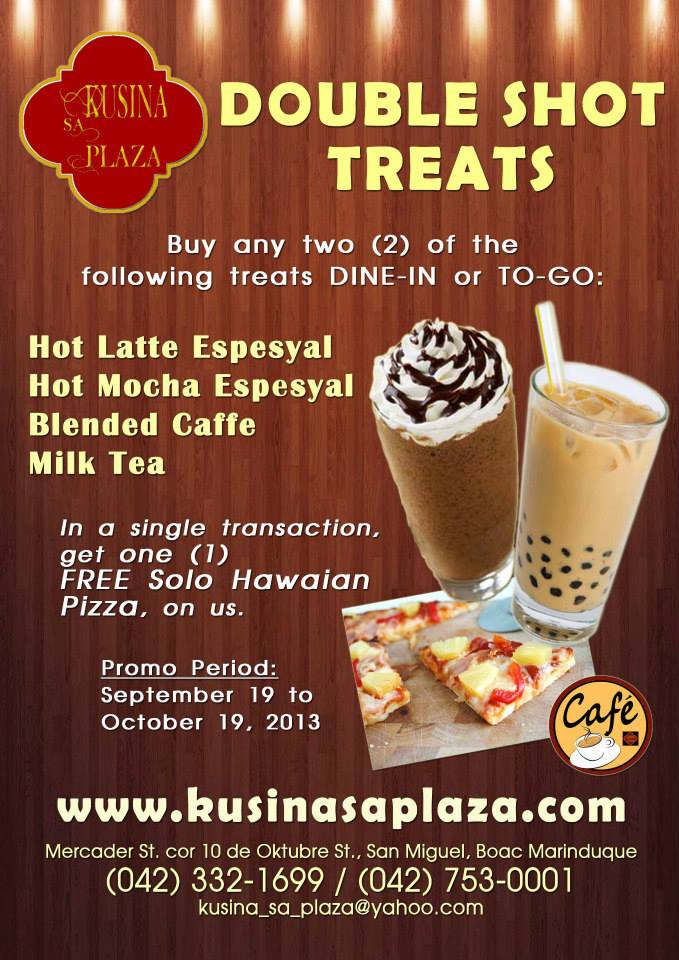 KUSINA
SA
PLAZA
DOUBLE SHOT
TREATS
Buy any two (2) of the
following treats DINE-IN or TO-GO:
Hot Latte Espesyal
Hot Mocha Espesyal
Blended Caffe
Milk Tea
In a single transaction,
get one (1)
FREE Solo Hawaian
Pizza, on us.
Promo Period:
September 19 to
October 19, 2013
Café
www.kusinasaplaza.com
Mercader St. cor 10 de Oktubre St., San Miguel, Boac Marinduque
(042) 332-1699 / (042) 753-0001
kusina_sa_plaza@yahoo.com